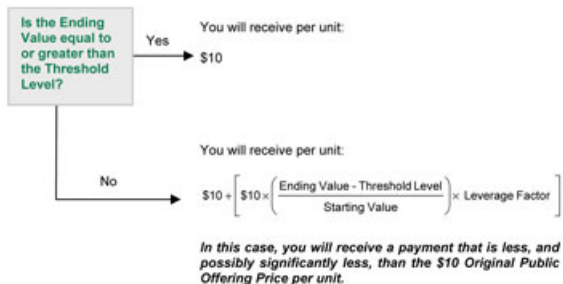 Is the Ending
Value equal to
or greater than
the Threshold
Level?
Yes
You will receive per unit:
$10
No
You will receive per unit:
$10 + [ $10 × ( Ending Value - Threshold Level / Starting Value ) × Leverage Factor ]
In this case, you will receive a payment that is less, and
possibly significantly less, than the $10 Original Public
Offering Price per unit.